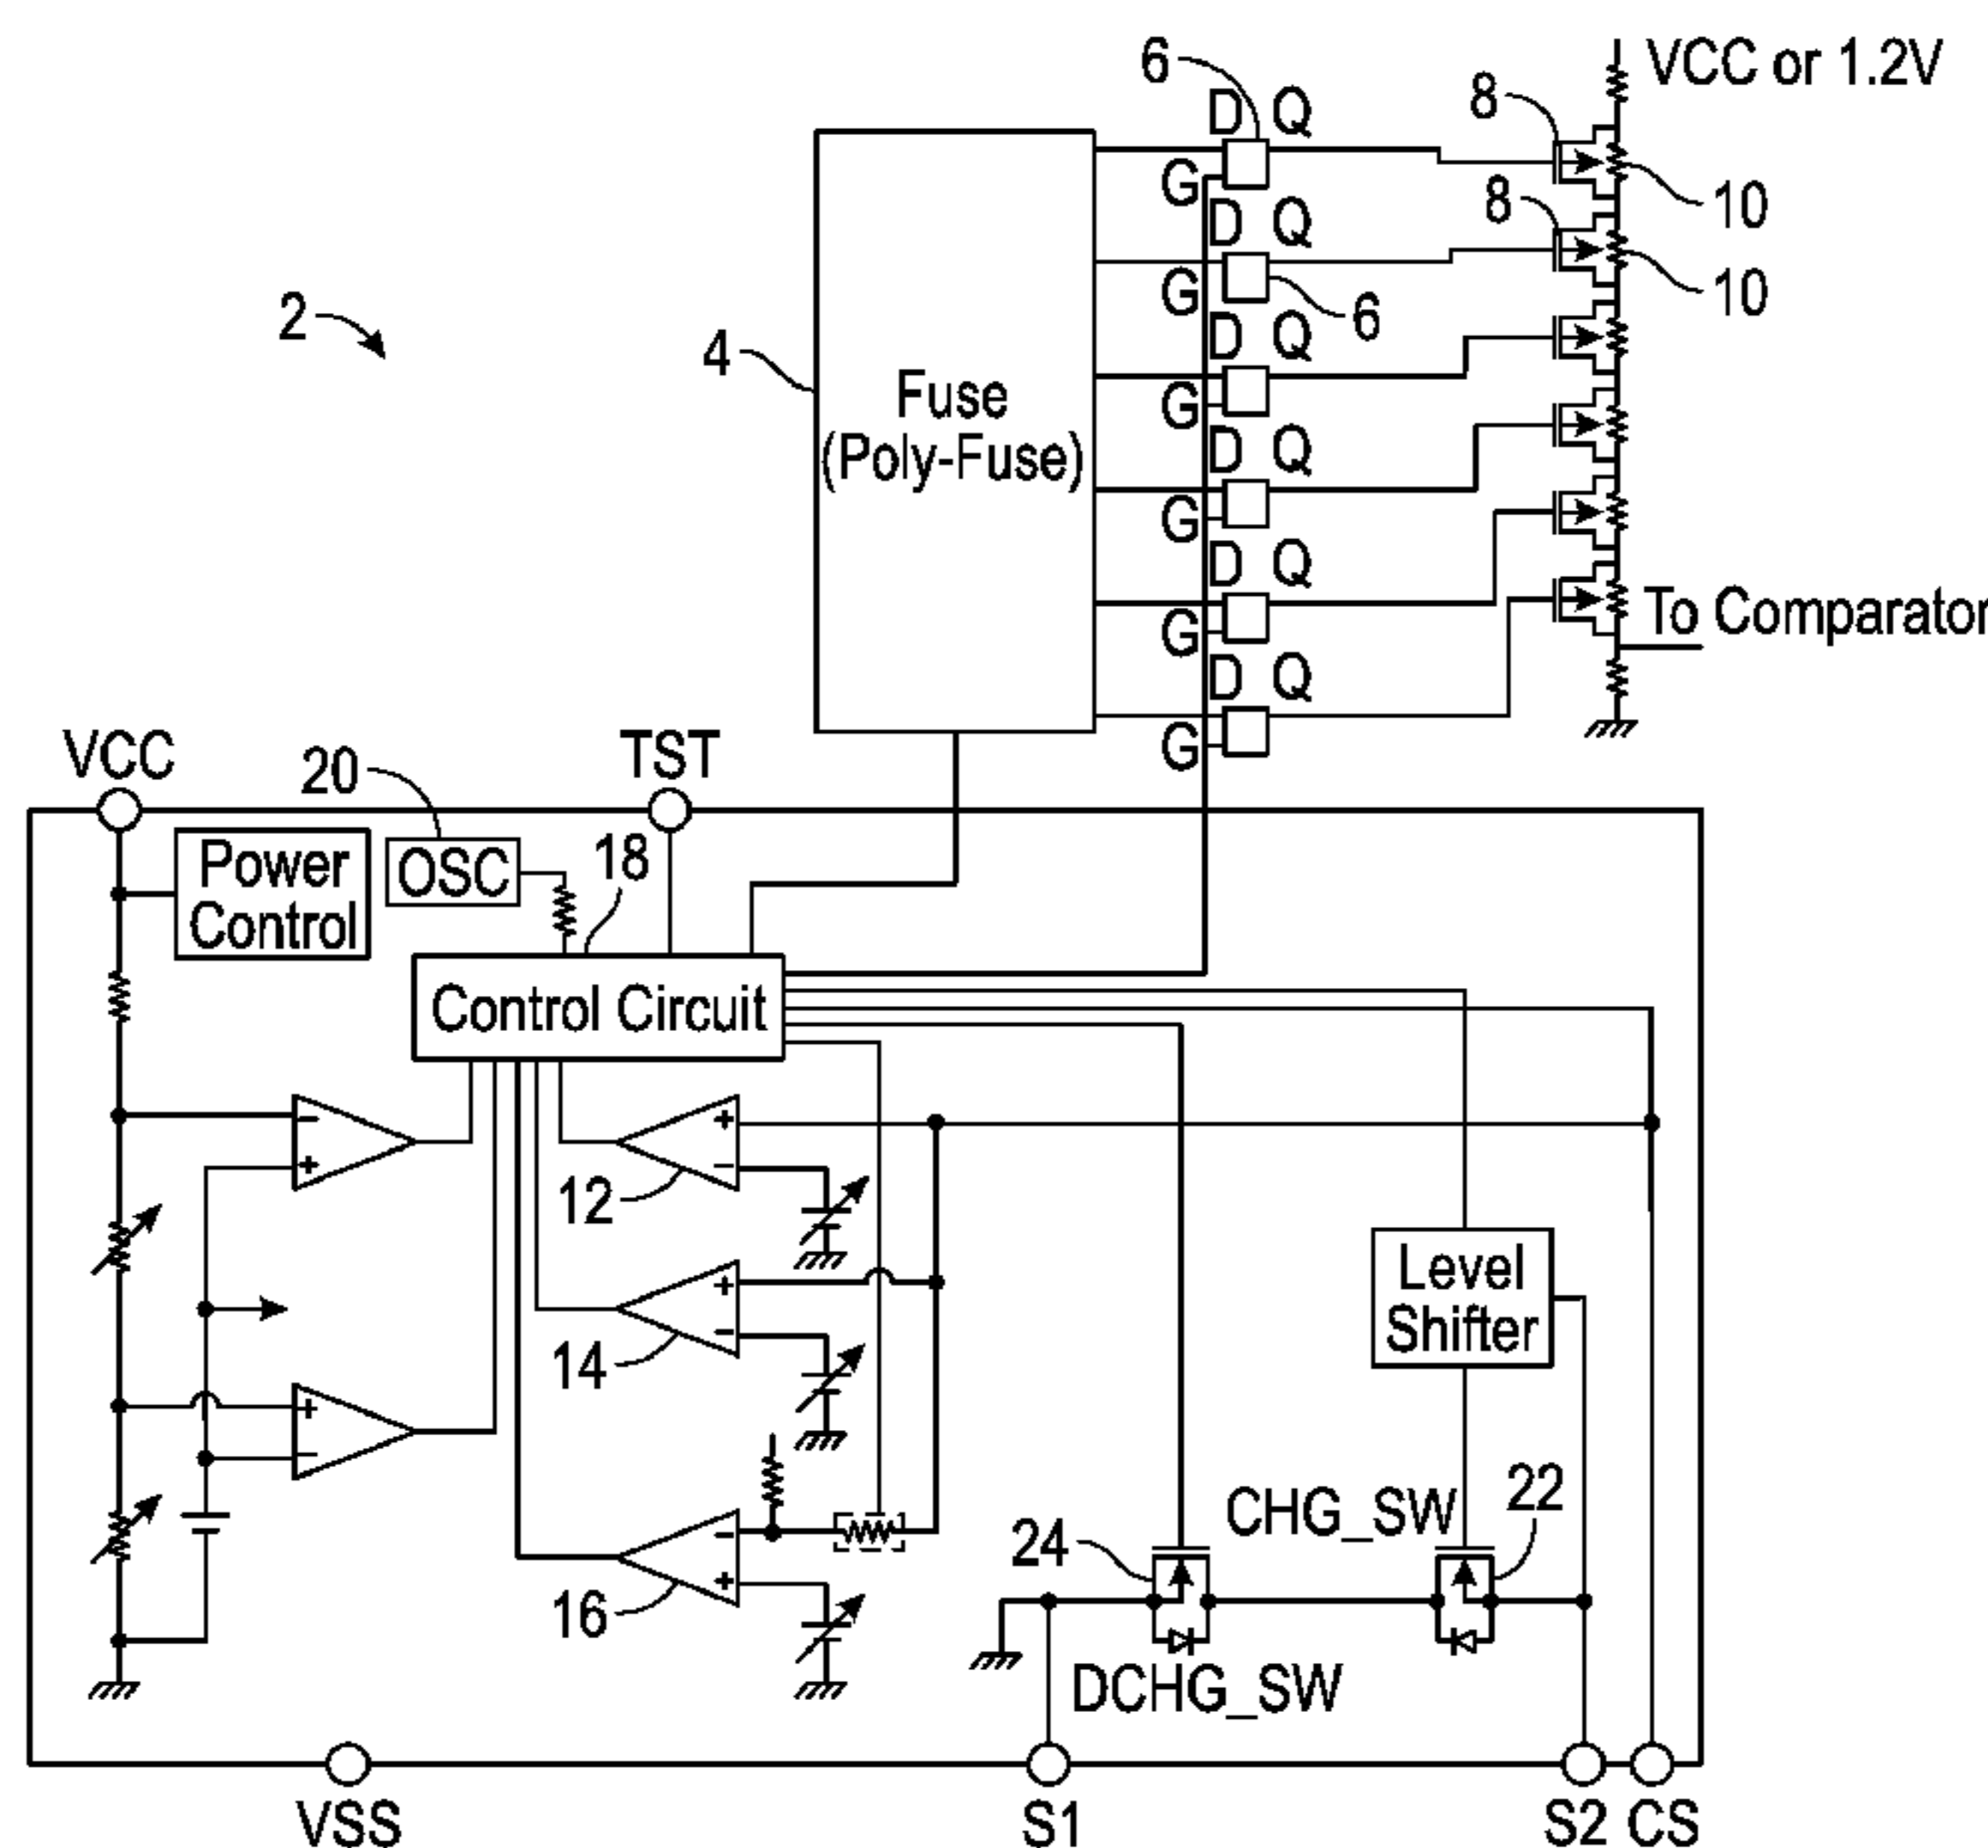 VCC or 1.2V
6
8
D Q
G
10
8
D Q
G
10
6
2
4
Fuse
(Poly-Fuse)
D Q
G
D Q
G
D Q
G
To Comparator
D Q
G
VCC
20
TST
18
Power
Control
OSC
Control Circuit
-
+
+
-
12
+
-
14
+
-
Level
Shifter
-
+
16
24
CHG_SW
22
DCHG_SW
VSS
S1
S2
CS